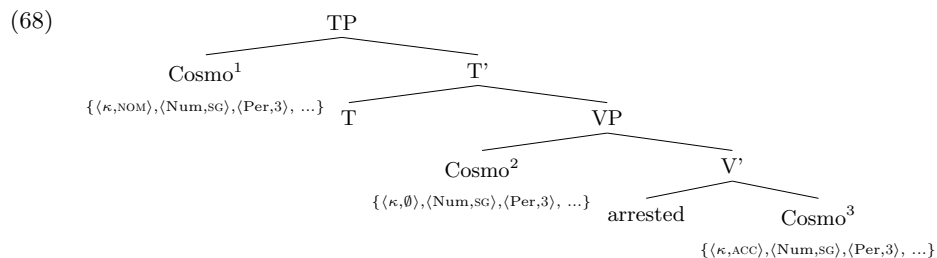 (68)
TP
Cosmo¹ T'
{⟨κ,NOM⟩,⟨Num,SG⟩,⟨Per,3⟩, ...}
T VP
Cosmo² V'
{⟨κ,∅⟩,⟨Num,SG⟩,⟨Per,3⟩, ...}
arrested Cosmo³
{⟨κ,ACC⟩,⟨Num,SG⟩,⟨Per,3⟩, ...}